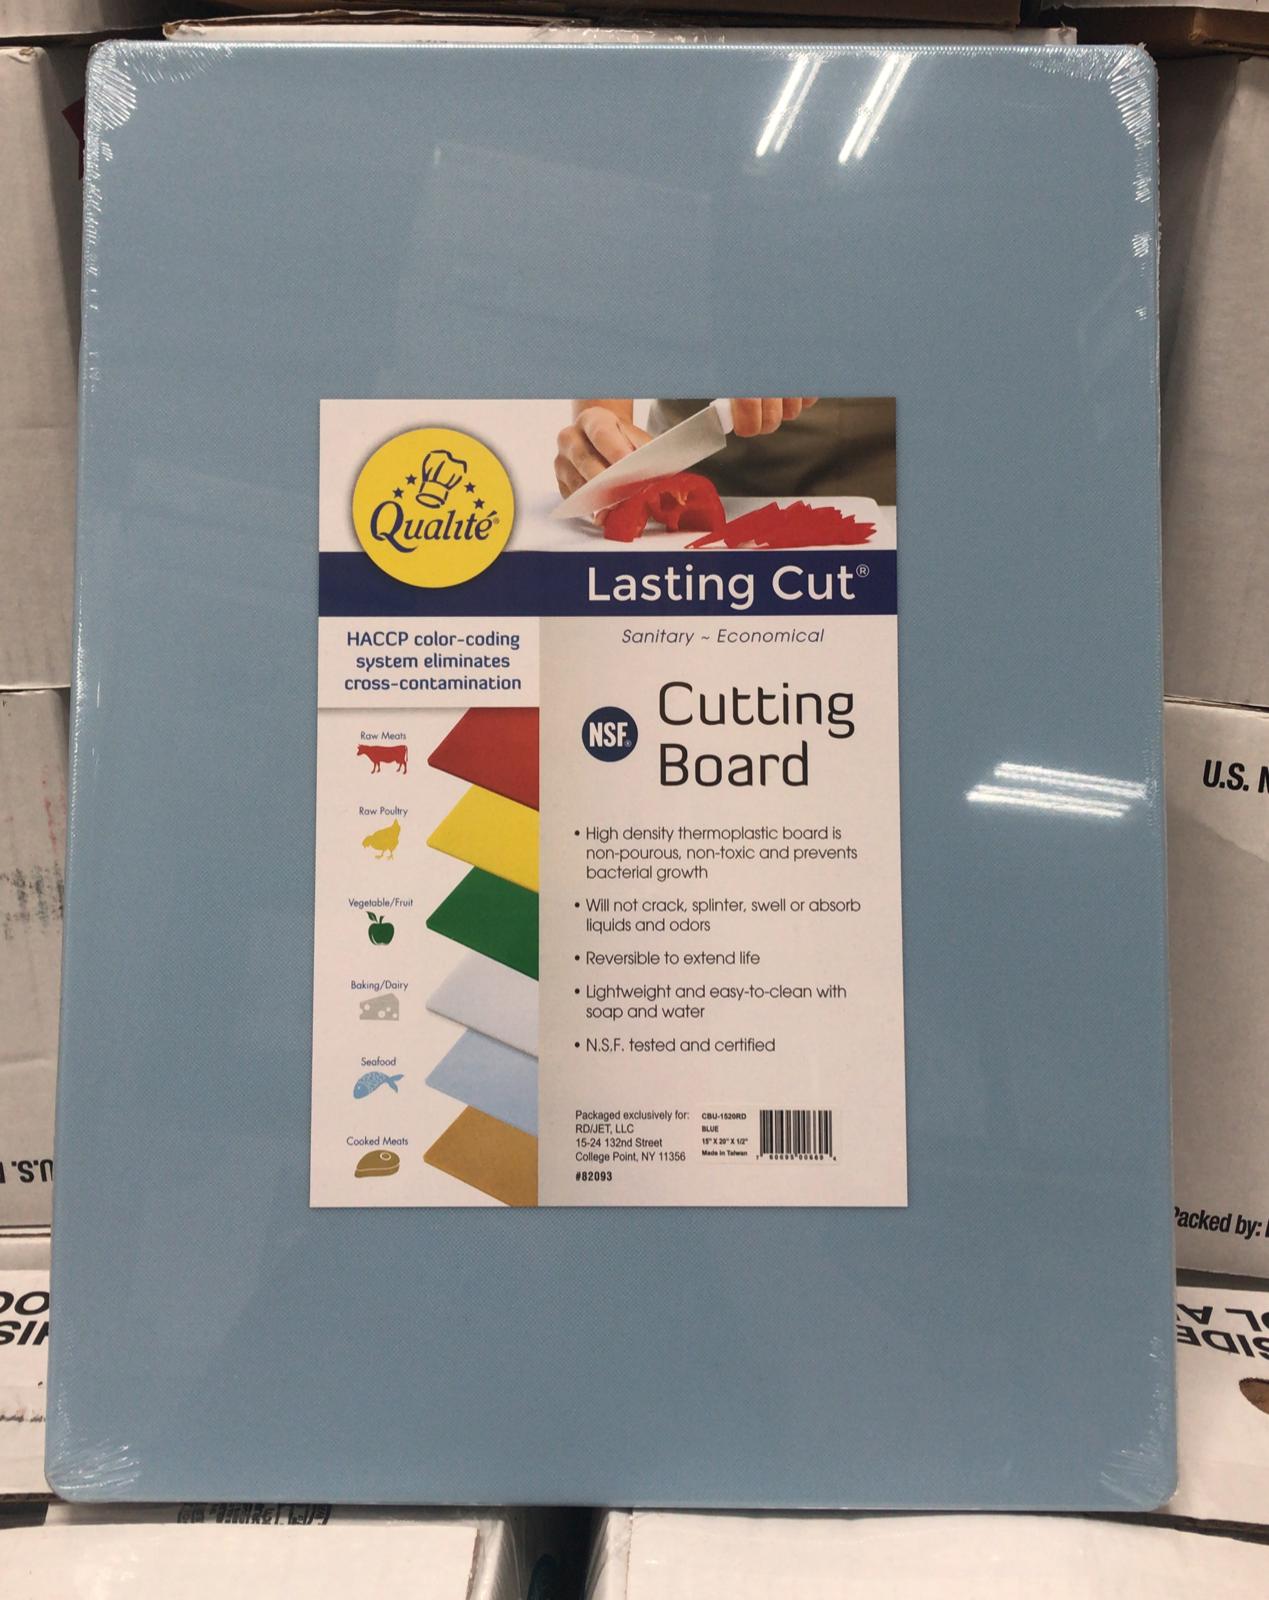 Qualité®
Lasting Cut®
HACCP color-coding
system eliminates
cross-contamination
Sanitary ~ Economical
NSF®
Cutting
Board
Raw Meats
Raw Poultry
Vegetable/Fruit
Baking/Dairy
Seafood
Cooked Meats
• High density thermoplastic board is
non-pourous, non-toxic and prevents
bacterial growth
• Will not crack, splinter, swell or absorb
liquids and odors
• Reversible to extend life
• Lightweight and easy-to-clean with
soap and water
• N.S.F. tested and certified
Packaged exclusively for:
RD/JET, LLC
15-24 132nd Street
College Point, NY 11356
#82093
CBU-1520RD
BLUE
15" X 20" X 1/2"
Made in Taiwan
U.S.
Packed by: